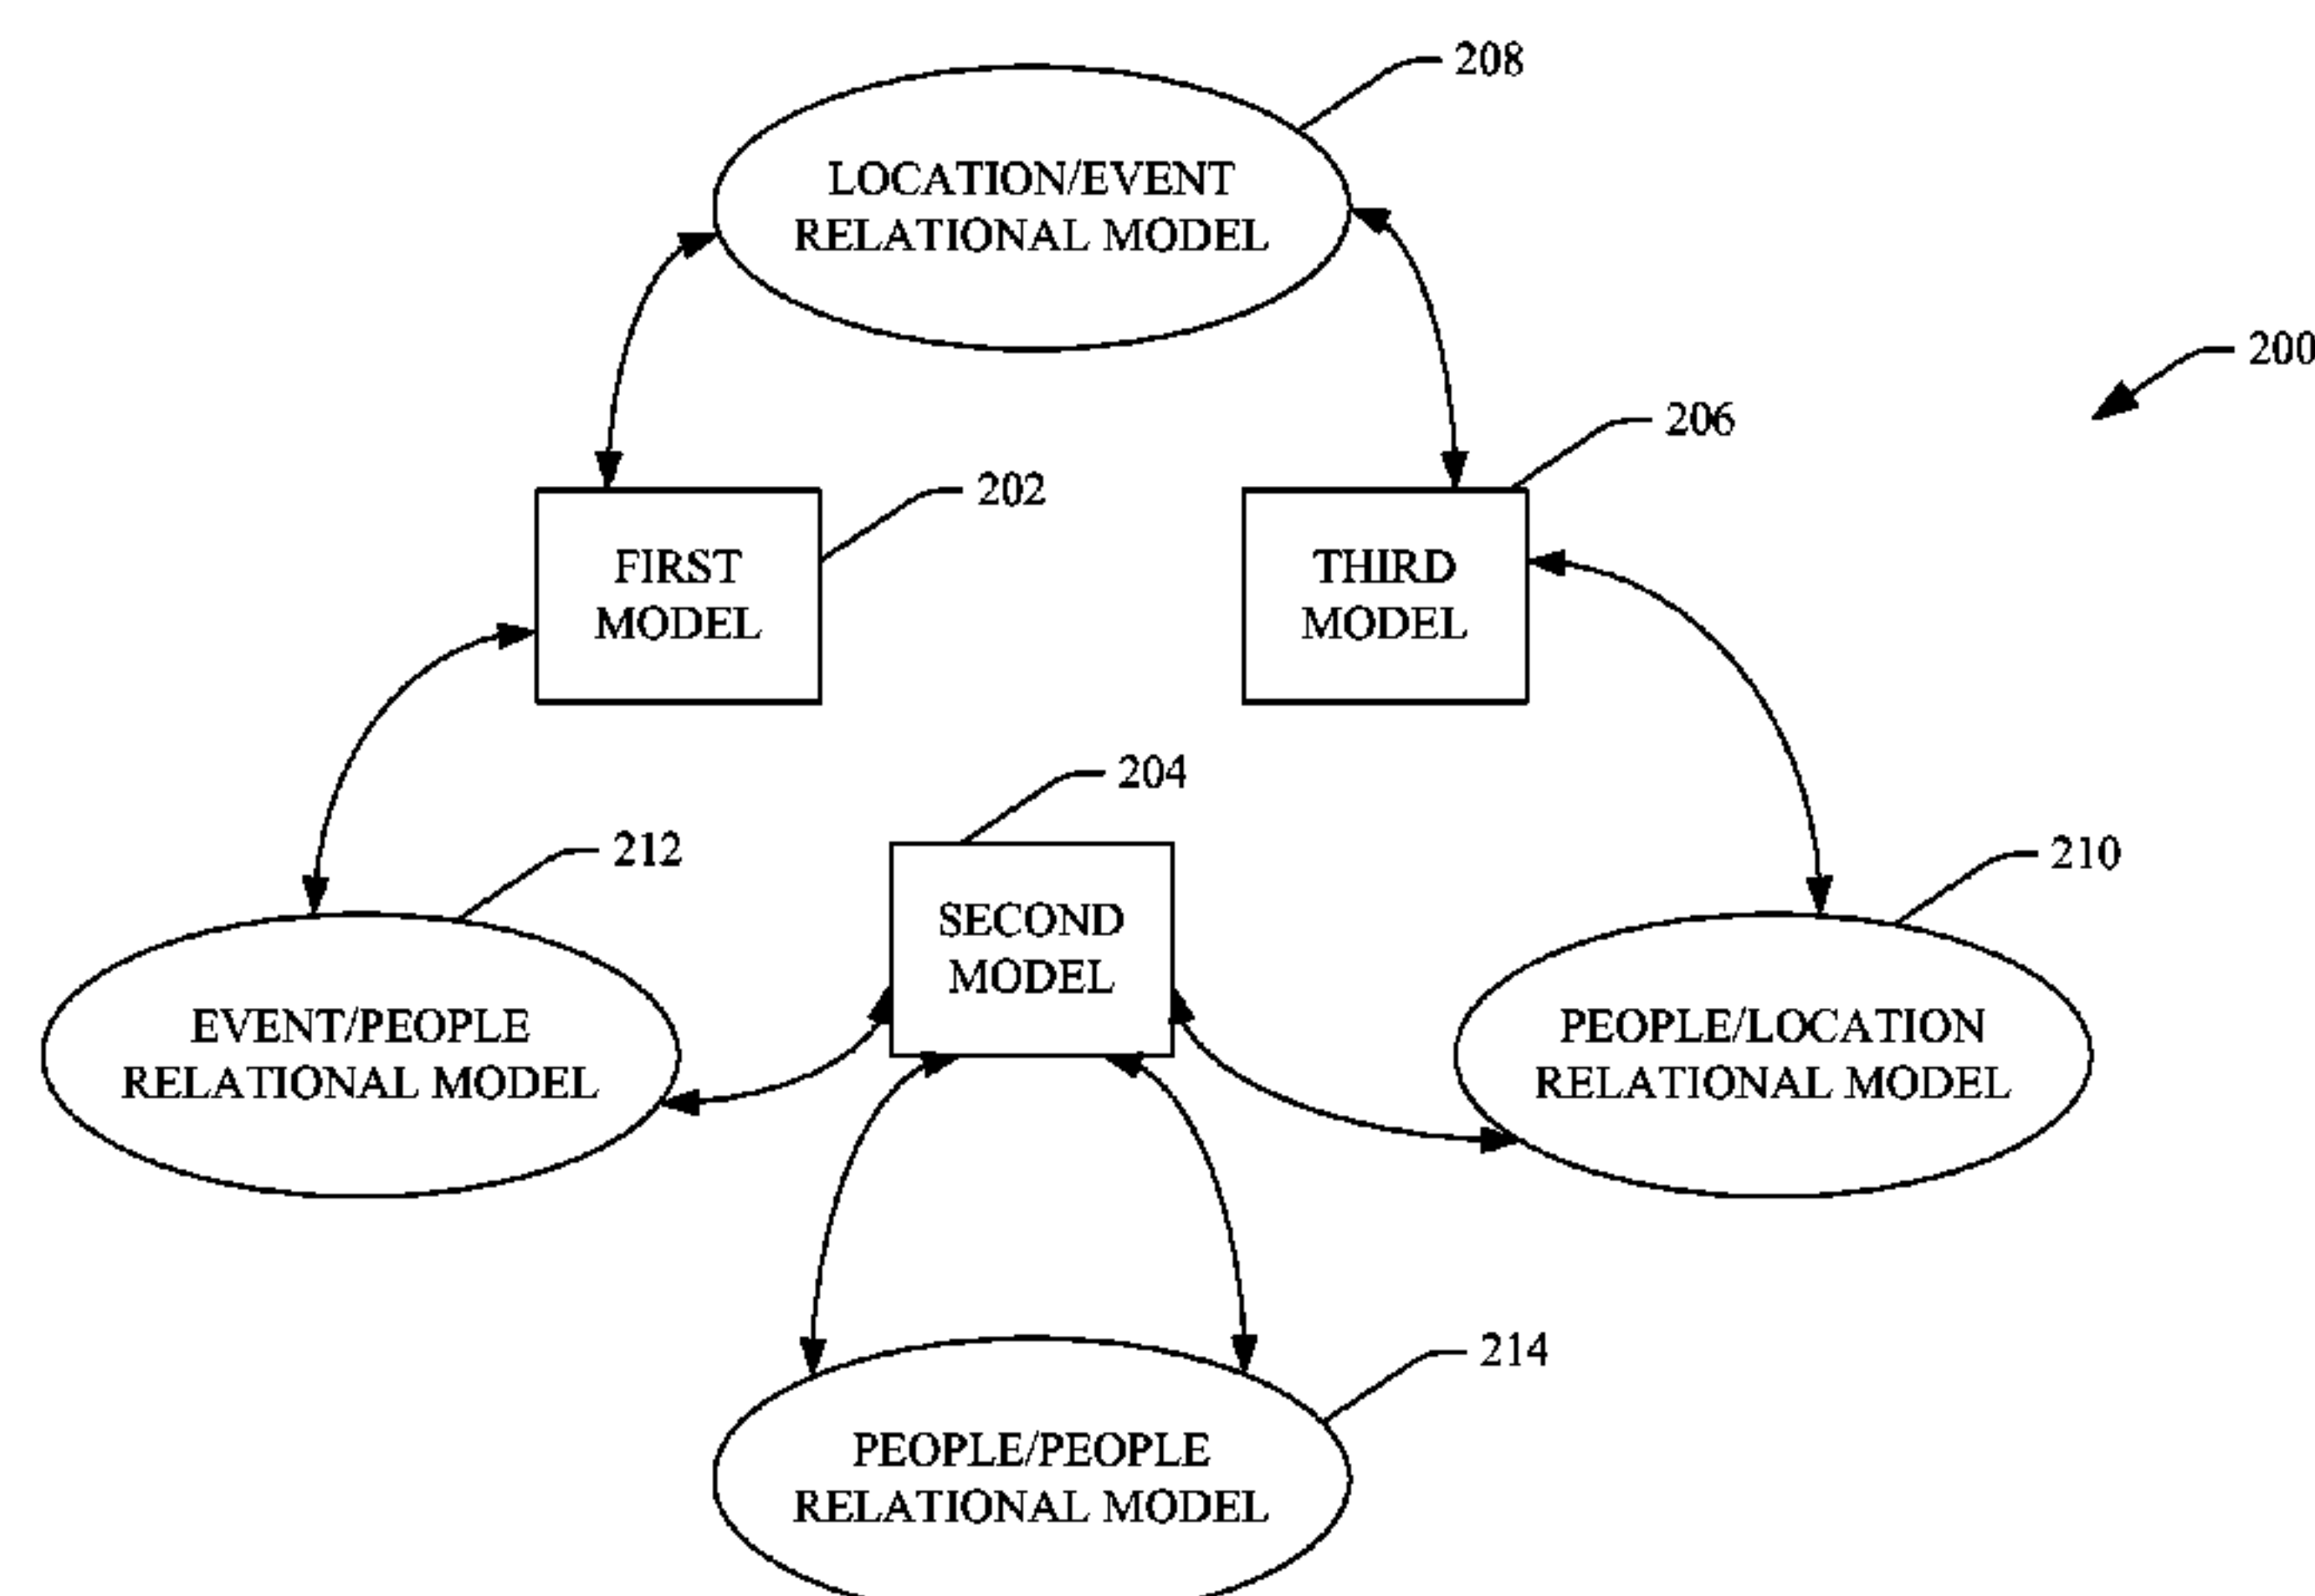 208
LOCATION/EVENT
RELATIONAL MODEL
200
206
202
FIRST
MODEL
THIRD
MODEL
204
212
210
SECOND
MODEL
EVENT/PEOPLE
RELATIONAL MODEL
PEOPLE/LOCATION
RELATIONAL MODEL
214
PEOPLE/PEOPLE
RELATIONAL MODEL